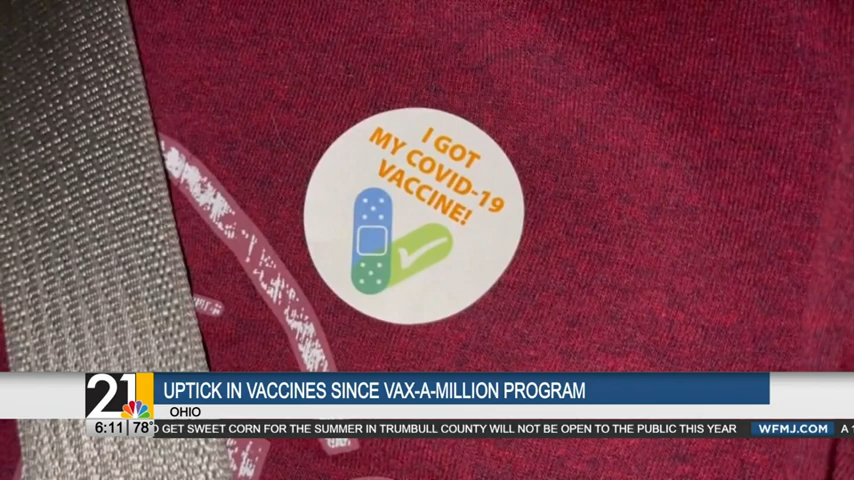 I GOT
MY COVID-19
VACCINE!
21
UPTICK IN VACCINES SINCE VAX-A-MILLION PROGRAM
OHIO
6:11 78° O GET SWEET CORN FOR THE SUMMER IN TRUMBULL COUNTY WILL NOT BE OPEN TO THE PUBLIC THIS YEAR WFMJ.COM A